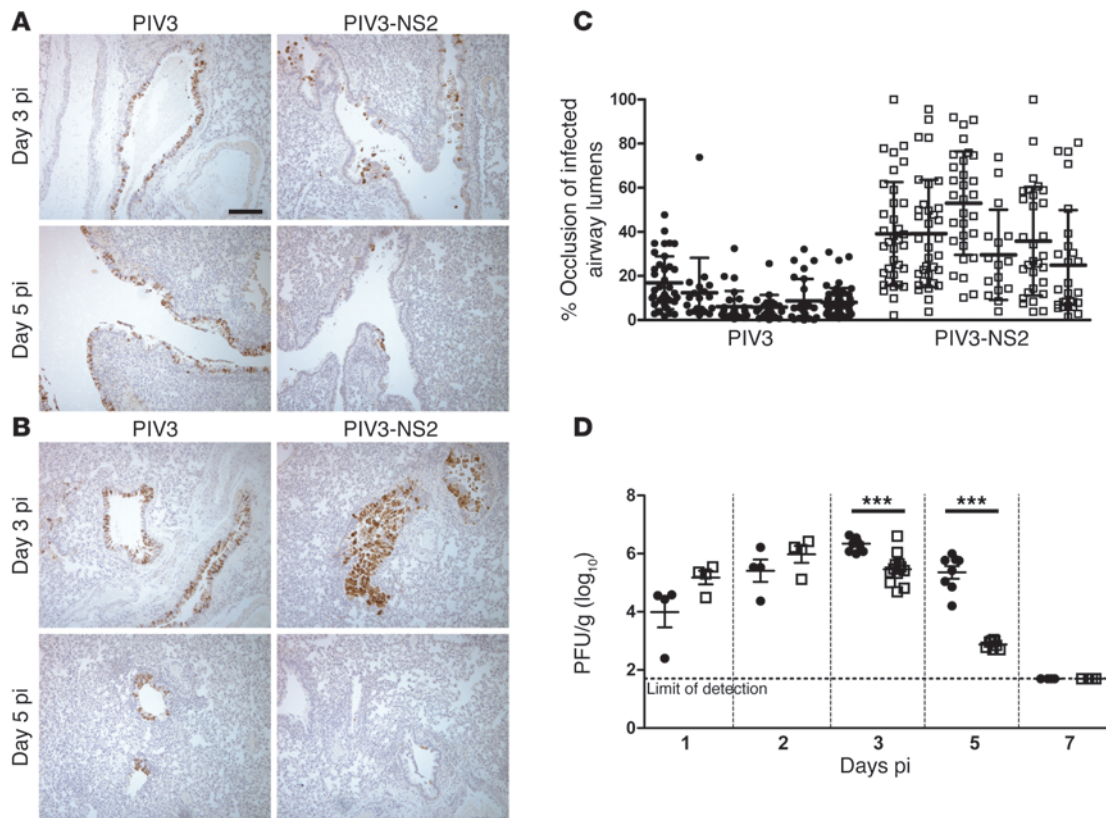 A
PIV3 PIV3-NS2
Day 3 pi
Day 5 pi
B
PIV3 PIV3-NS2
Day 3 pi
Day 5 pi
C
% Occlusion of infected
airway lumens
100
80
60
40
20
0
PIV3 PIV3-NS2
D
PFU/g (log10)
8
6
4
2
0
*** ***
Limit of detection
1 2 3 5 7
Days pi